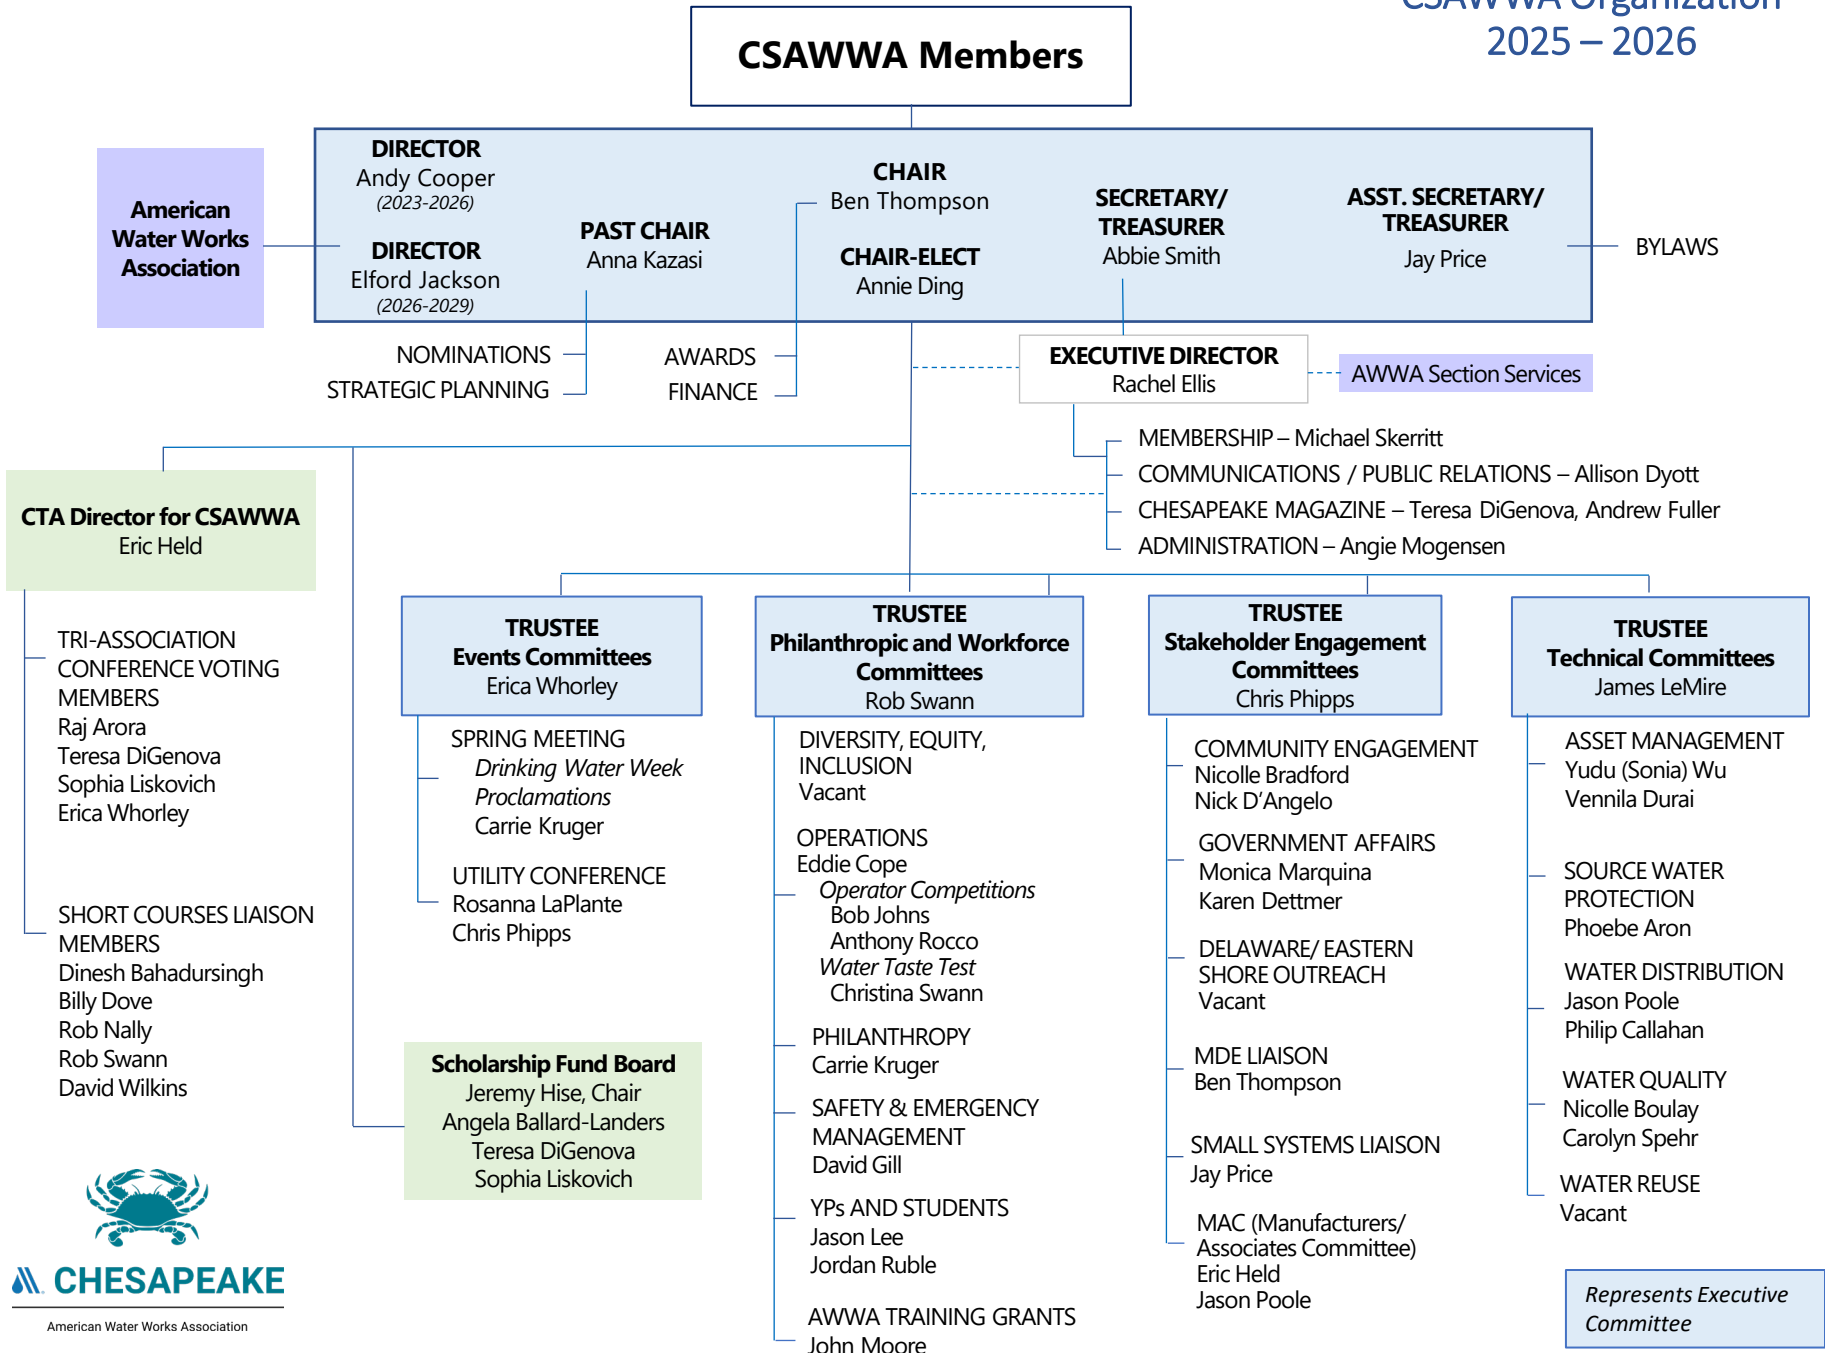 CSAWWA Organization
2025 – 2026
CSAWWA Members
American
Water Works
Association
DIRECTOR
Andy Cooper
(2023-2026)
DIRECTOR
Elford Jackson
(2026-2029)
PAST CHAIR
Anna Kazasi
CHAIR
Ben Thompson
CHAIR-ELECT
Annie Ding
SECRETARY/
TREASURER
Abbie Smith
ASST. SECRETARY/
TREASURER
Jay Price
BYLAWS
NOMINATIONS
STRATEGIC PLANNING
AWARDS
FINANCE
EXECUTIVE DIRECTOR
Rachel Ellis
AWWA Section Services
MEMBERSHIP – Michael Skerritt
COMMUNICATIONS / PUBLIC RELATIONS – Allison Dyott
CHESAPEAKE MAGAZINE – Teresa DiGenova, Andrew Fuller
ADMINISTRATION – Angie Mogensen
CTA Director for CSAWWA
Eric Held
TRI-ASSOCIATION
CONFERENCE VOTING
MEMBERS
Raj Arora
Teresa DiGenova
Sophia Liskovich
Erica Whorley
SHORT COURSES LIAISON
MEMBERS
Dinesh Bahadursingh
Billy Dove
Rob Nally
Rob Swann
David Wilkins
TRUSTEE
Events Committees
Erica Whorley
SPRING MEETING
Drinking Water Week
Proclamations
Carrie Kruger
UTILITY CONFERENCE
Rosanna LaPlante
Chris Phipps
Scholarship Fund Board
Jeremy Hise, Chair
Angela Ballard-Landers
Teresa DiGenova
Sophia Liskovich
TRUSTEE
Philanthropic and Workforce
Committees
Rob Swann
DIVERSITY, EQUITY,
INCLUSION
Vacant
OPERATIONS
Eddie Cope
Operator Competitions
Bob Johns
Anthony Rocco
Water Taste Test
Christina Swann
PHILANTHROPY
Carrie Kruger
SAFETY & EMERGENCY
MANAGEMENT
David Gill
YPs AND STUDENTS
Jason Lee
Jordan Ruble
AWWA TRAINING GRANTS
John Moore
TRUSTEE
Stakeholder Engagement
Committees
Chris Phipps
COMMUNITY ENGAGEMENT
Nicolle Bradford
Nick D’Angelo
GOVERNMENT AFFAIRS
Monica Marquina
Karen Dettmer
DELAWARE/ EASTERN
SHORE OUTREACH
Vacant
MDE LIAISON
Ben Thompson
SMALL SYSTEMS LIAISON
Jay Price
MAC (Manufacturers/
Associates Committee)
Eric Held
Jason Poole
TRUSTEE
Technical Committees
James LeMire
ASSET MANAGEMENT
Yudu (Sonia) Wu
Vennila Durai
SOURCE WATER
PROTECTION
Phoebe Aron
WATER DISTRIBUTION
Jason Poole
Philip Callahan
WATER QUALITY
Nicolle Boulay
Carolyn Spehr
WATER REUSE
Vacant
Represents Executive
Committee
CHESAPEAKE
American Water Works Association